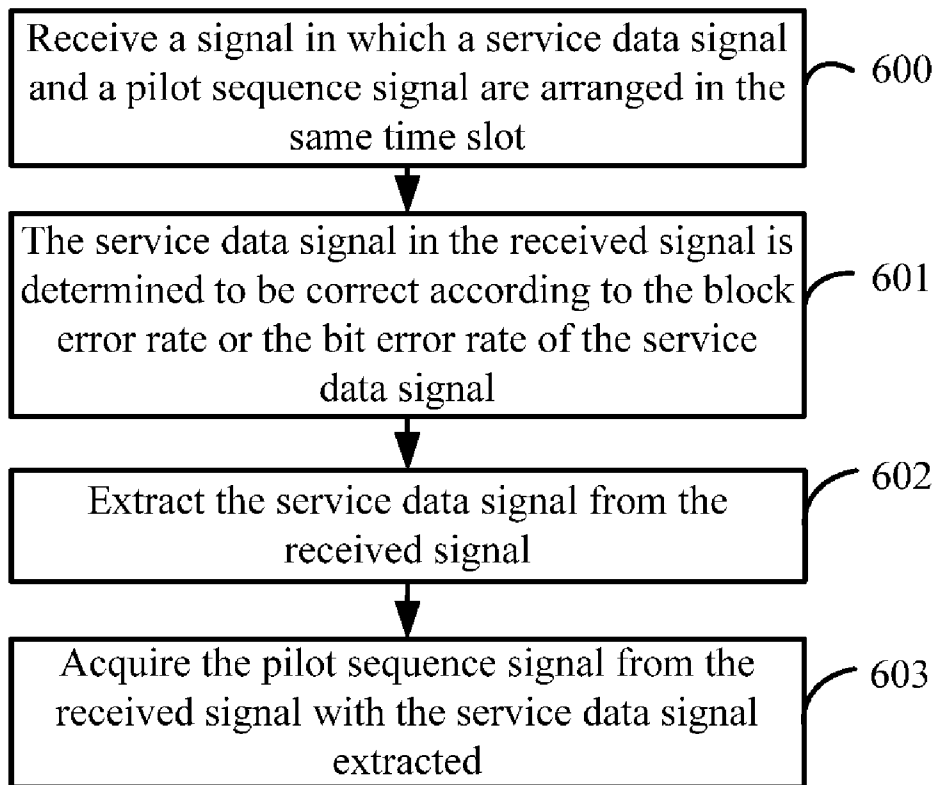 Receive a signal in which a service data signal
and a pilot sequence signal are arranged in the
same time slot
600
The service data signal in the received signal is
determined to be correct according to the block
error rate or the bit error rate of the service
data signal
601
Extract the service data signal from the
received signal
602
Acquire the pilot sequence signal from the
received signal with the service data signal
extracted
603